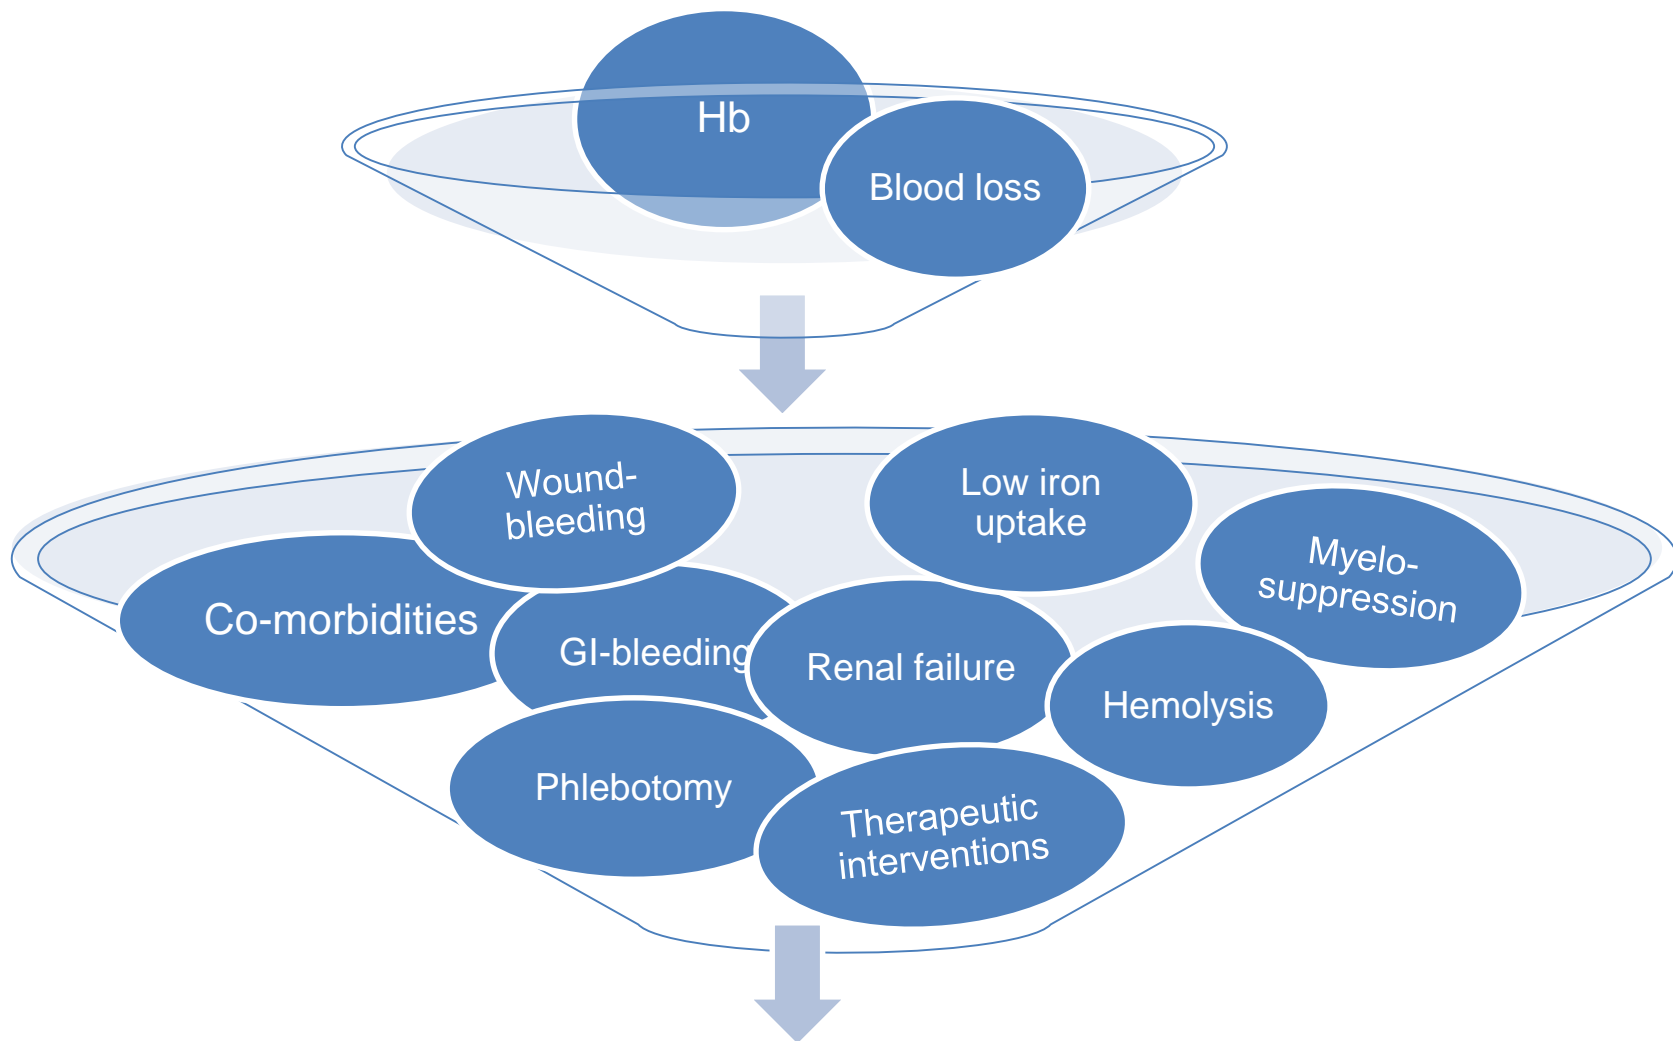 Hb
Blood loss
Wound-
bleeding
Low iron
uptake
Myelo-
suppression
Co-morbidities
GI-bleeding
Renal failure
Hemolysis
Phlebotomy
Therapeutic
interventions